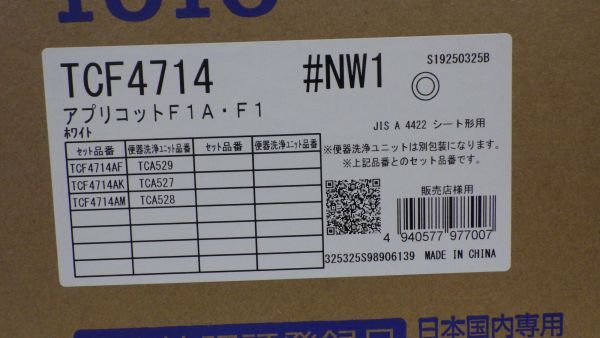 TOTO
TCF4714 #NW1 S19250325B
アプリコットF1A・F1
ホワイト
JIS A 4422 シート形用
セット品番 便器洗浄ユニット品番 セット品番 便器洗浄ユニット品番
TCF4714AF TCA529
TCF4714AK TCA527
TCF4714AM TCA528
※便器洗浄ユニットは別包装になります。
※上記品番とのセット品番です。
販売店様用
4 940577 977007
325325S98906139 MADE IN CHINA
日本国内専用